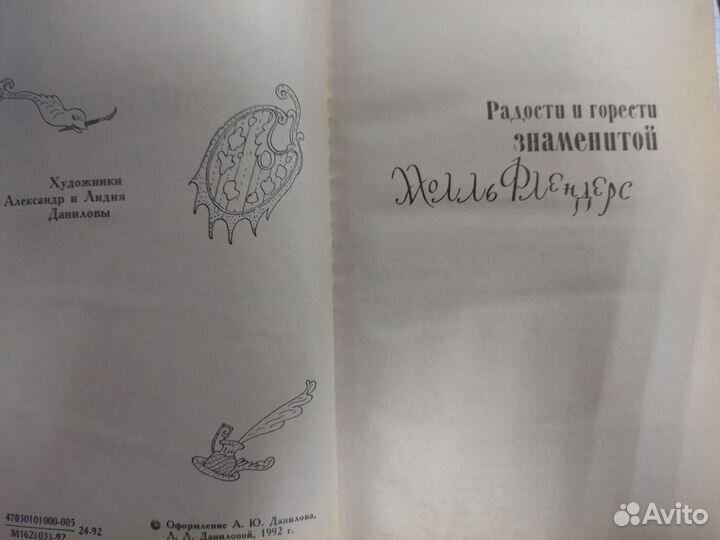 Художники
Александр и Лидия
Даниловы
47030101000-005
М162(03)-92
24-92
© Оформление А. Ю. Данилова,
Л. Л. Даниловой, 1992 г.
Радости и горести
знаменитой
Молль Флендерс
Avito